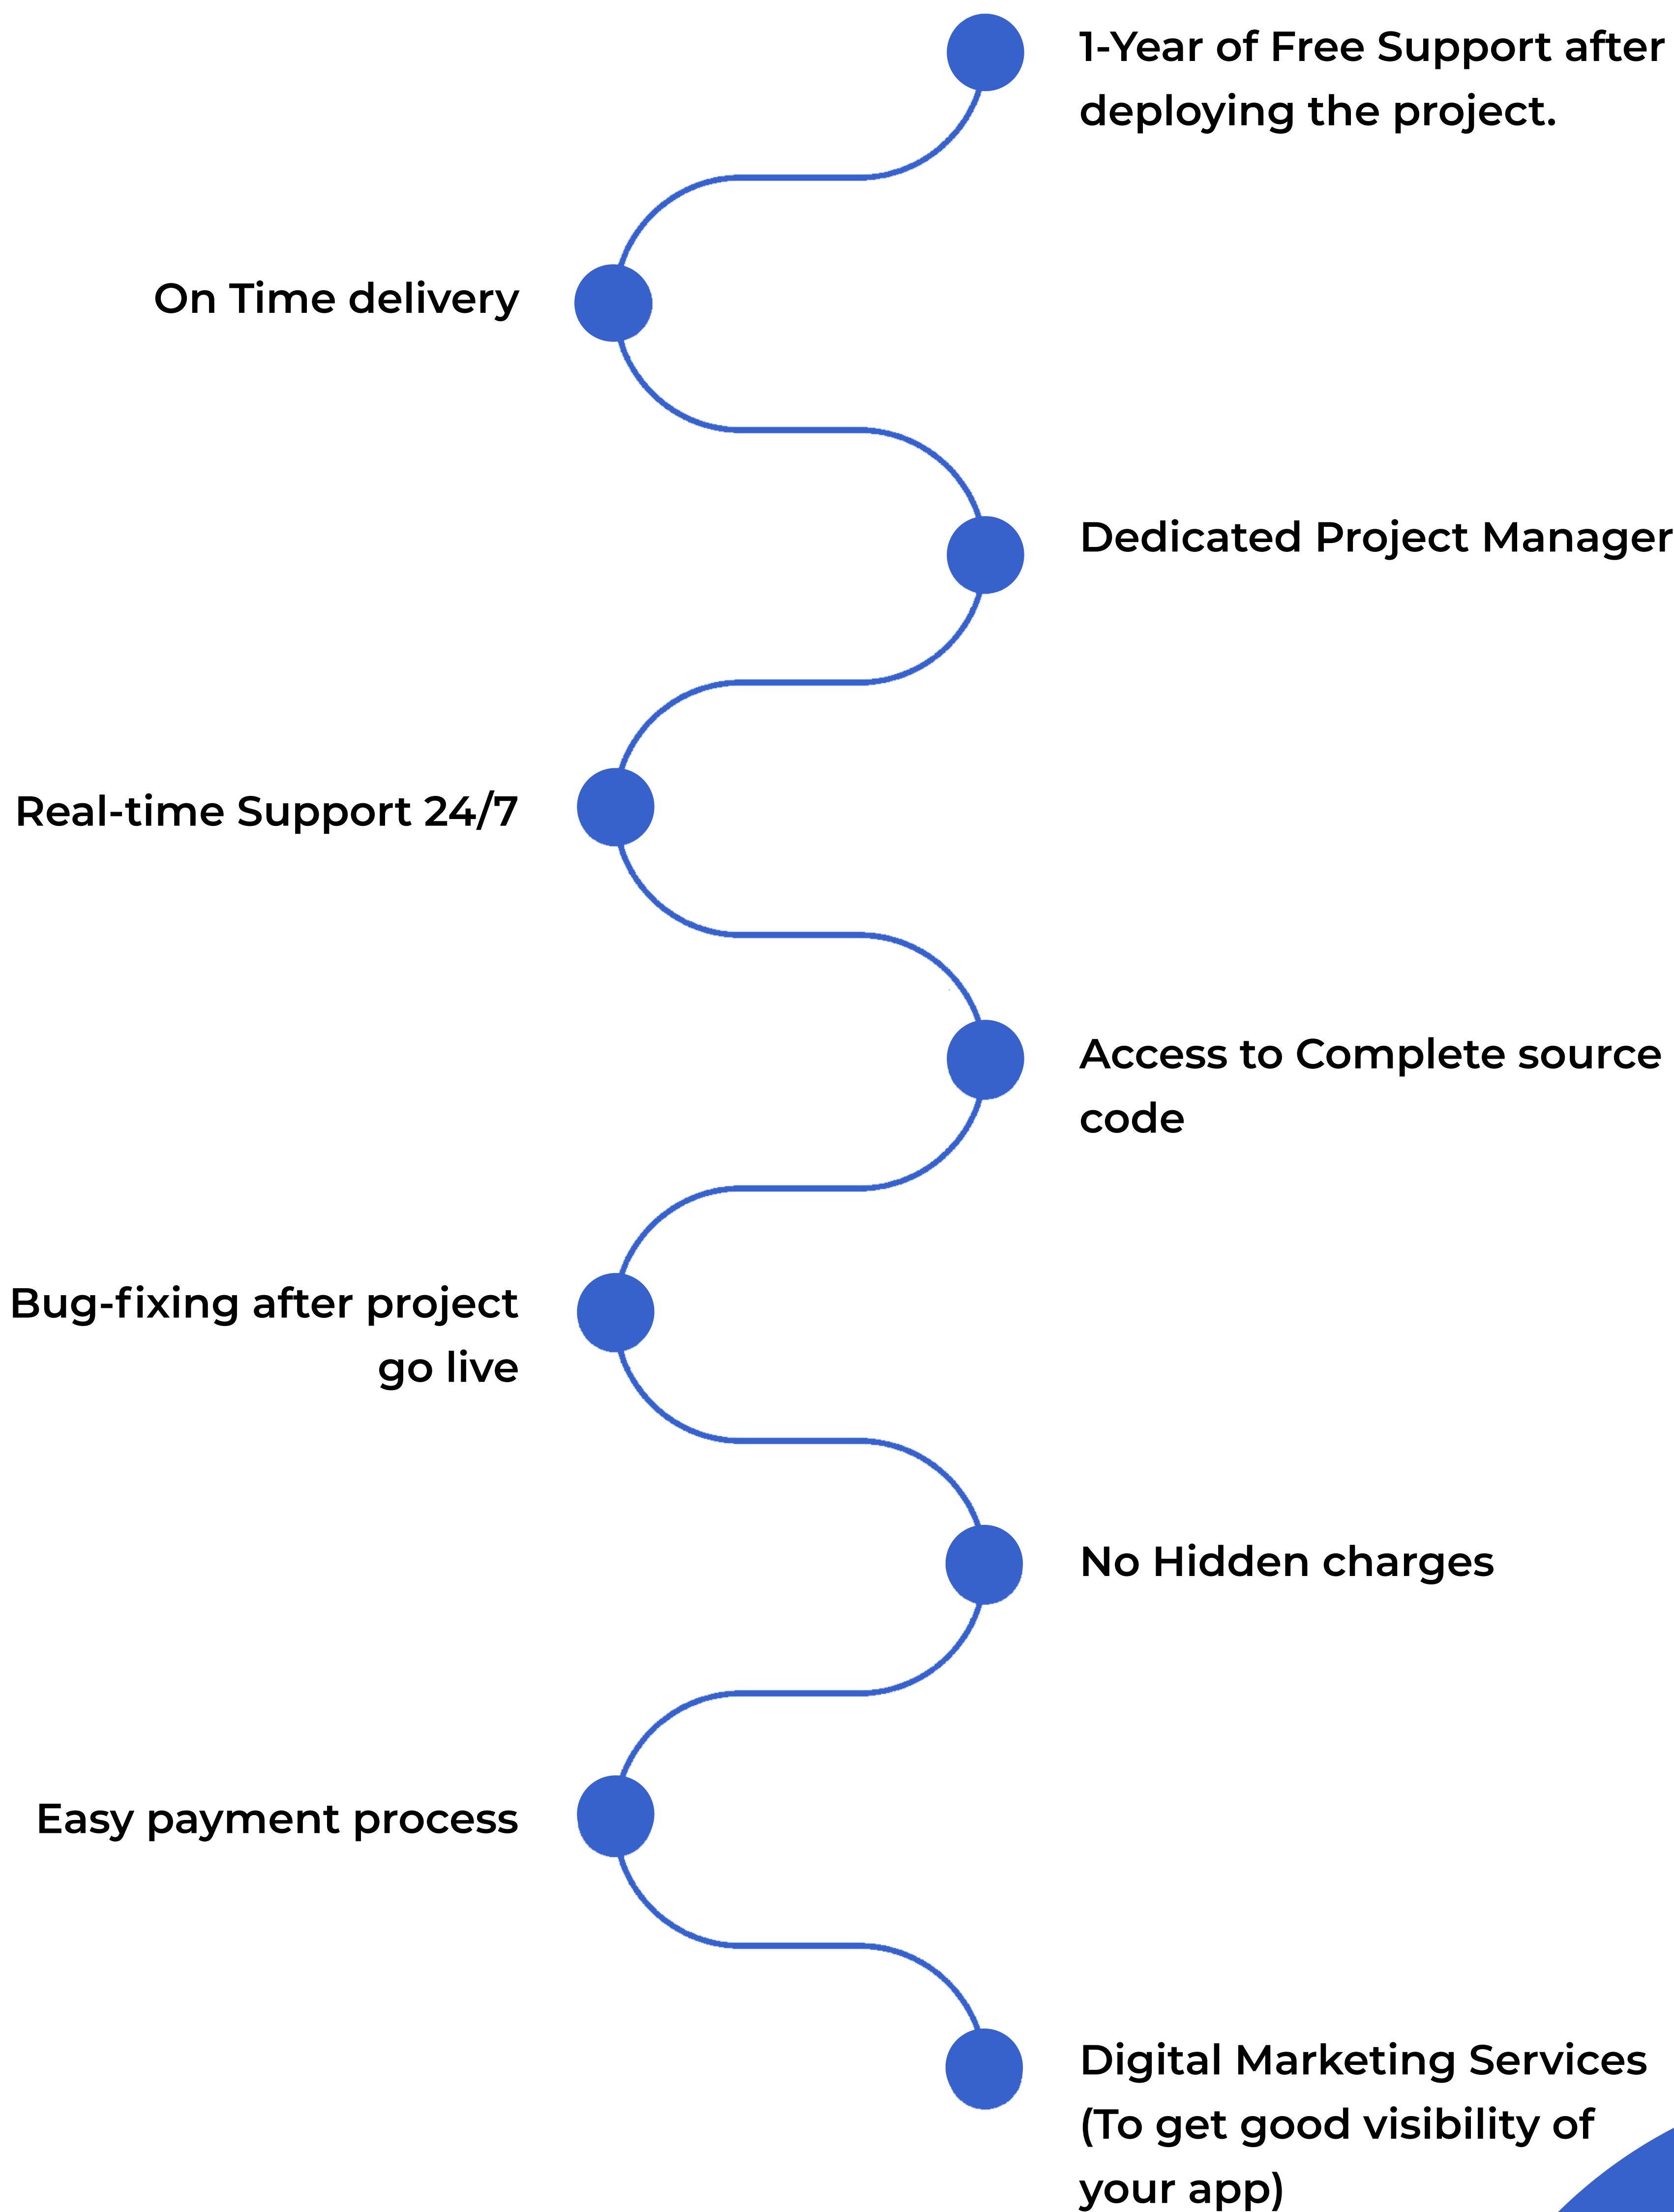 1-Year of Free Support after
deploying the project.
On Time delivery
Dedicated Project Manager
Real-time Support 24/7
Access to Complete source
code
Bug-fixing after project
go live
No Hidden charges
Easy payment process
Digital Marketing Services
(To get good visibility of
your app)